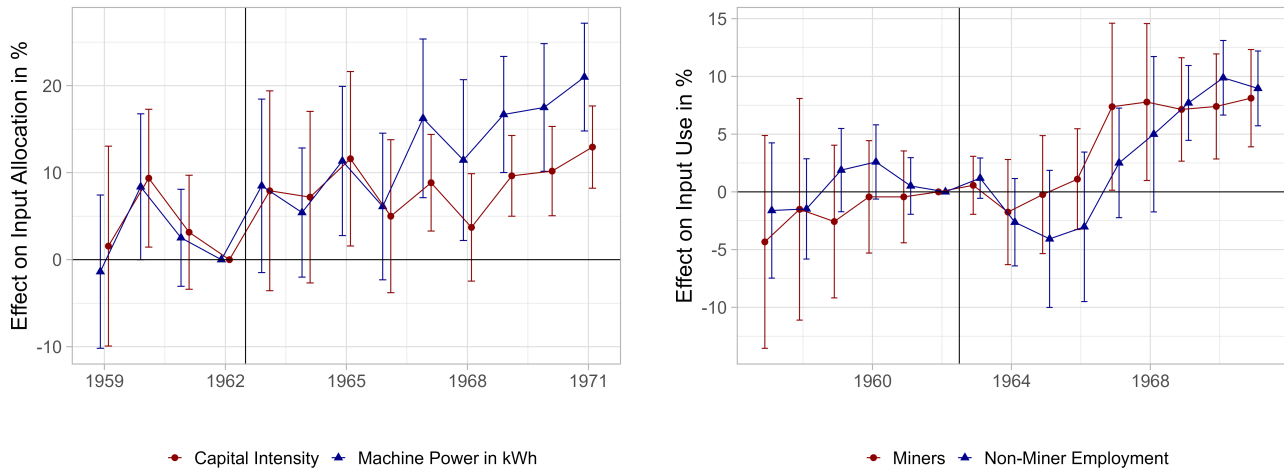 Effect on Input Allocation in %
20
10
0
-10
1959 1962 1965 1968 1971
Capital Intensity Machine Power in kWh
Effect on Input Use in %
15
10
5
0
-5
-10
1960 1964 1968
Miners Non-Miner Employment